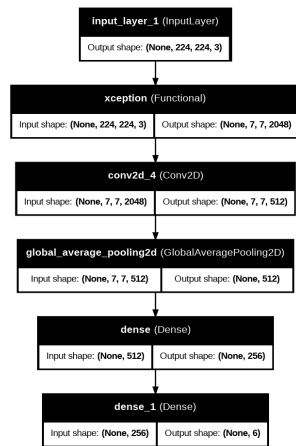 input_layer_1 (InputLayer)
Output shape: (None, 224, 224, 3)
xception (Functional)
Input shape: (None, 224, 224, 3) Output shape: (None, 7, 7, 2048)
conv2d_4 (Conv2D)
Input shape: (None, 7, 7, 2048) Output shape: (None, 7, 7, 512)
global_average_pooling2d (GlobalAveragePooling2D)
Input shape: (None, 7, 7, 512) Output shape: (None, 512)
dense (Dense)
Input shape: (None, 512) Output shape: (None, 256)
dense_1 (Dense)
Input shape: (None, 256) Output shape: (None, 6)